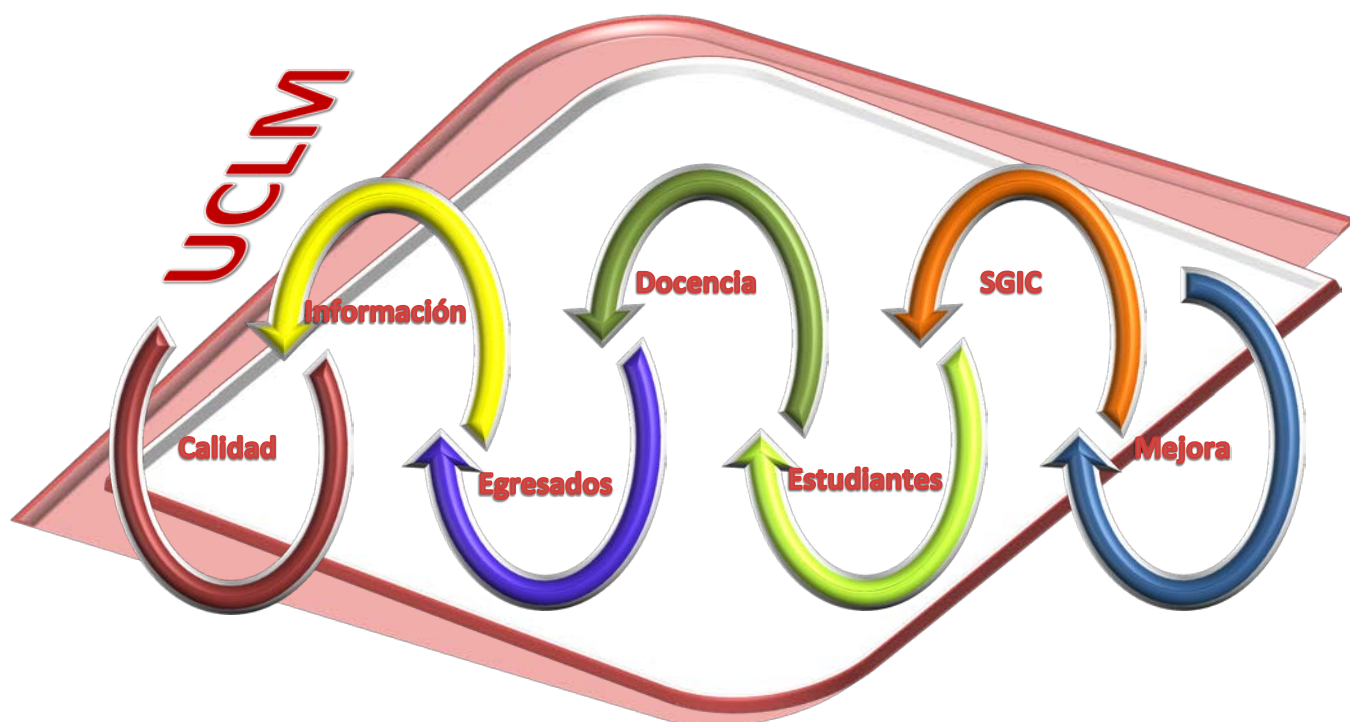 UCLM
Información
Docencia
SGIC
Calidad
Egresados
Estudiantes
Mejora